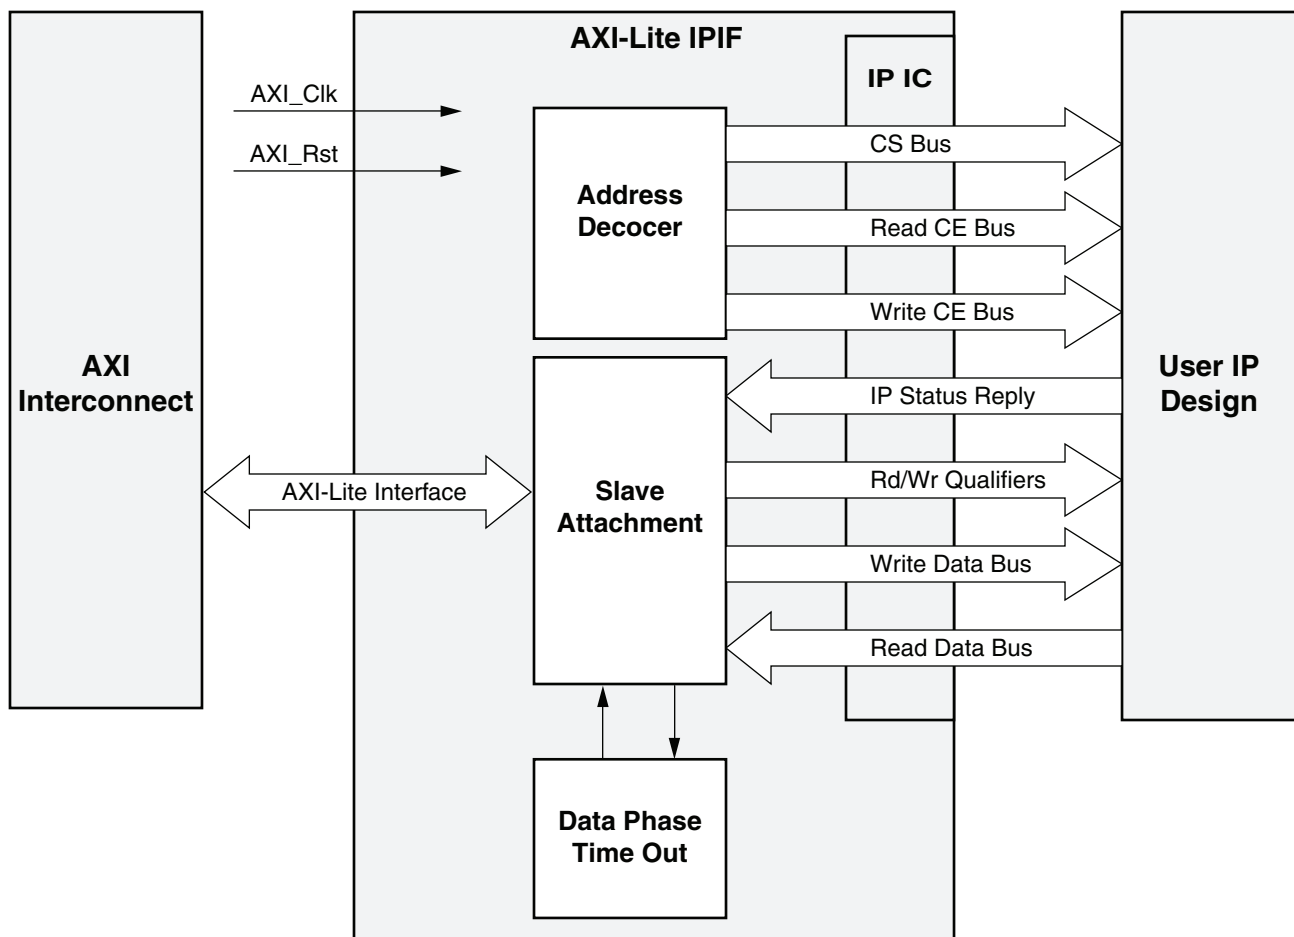 AXI-Lite IPIF
IP IC
AXI_Clk
AXI_Rst
Address
Decocer
CS Bus
Read CE Bus
Write CE Bus
AXI
Interconnect
User IP
Design
IP Status Reply
AXI-Lite Interface
Slave
Attachment
Rd/Wr Qualifiers
Write Data Bus
Read Data Bus
Data Phase
Time Out